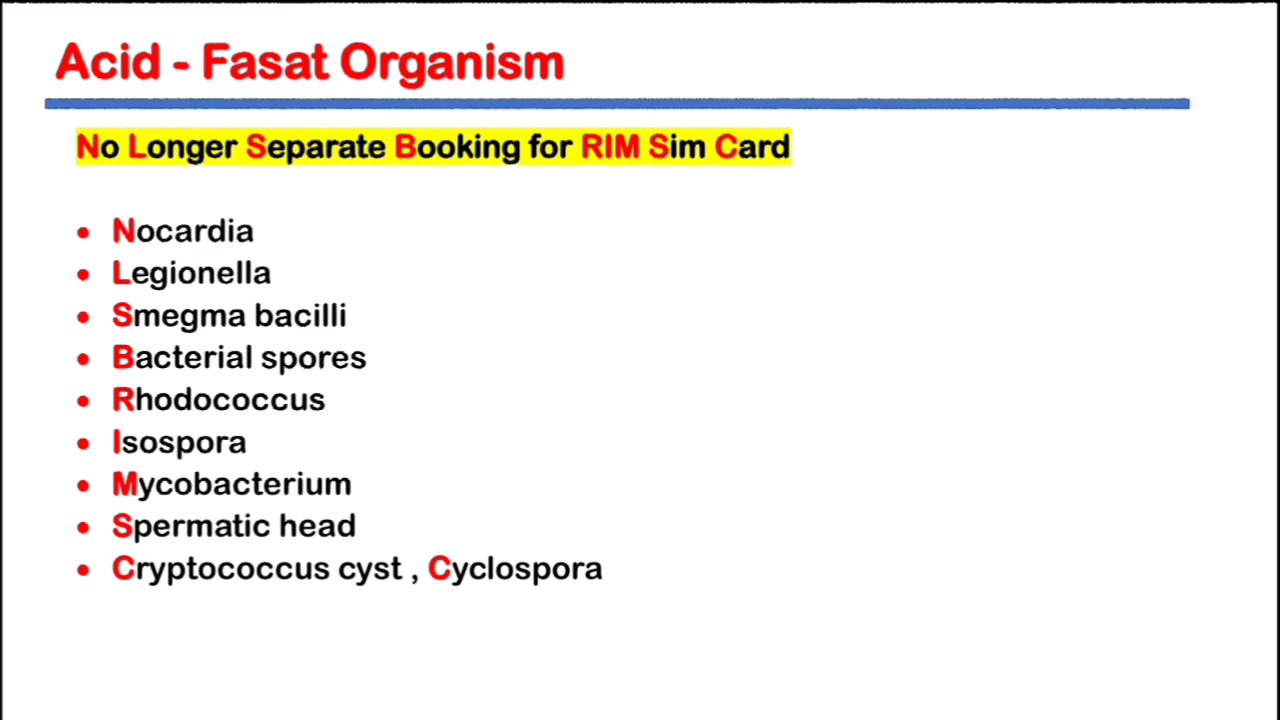 Acid - Fasat Organism
No Longer Separate Booking for RIM Sim Card
• Nocardia
• Legionella
• Smegma bacilli
• Bacterial spores
• Rhodococcus
• Isospora
• Mycobacterium
• Spermatic head
• Cryptococcus cyst , Cyclospora